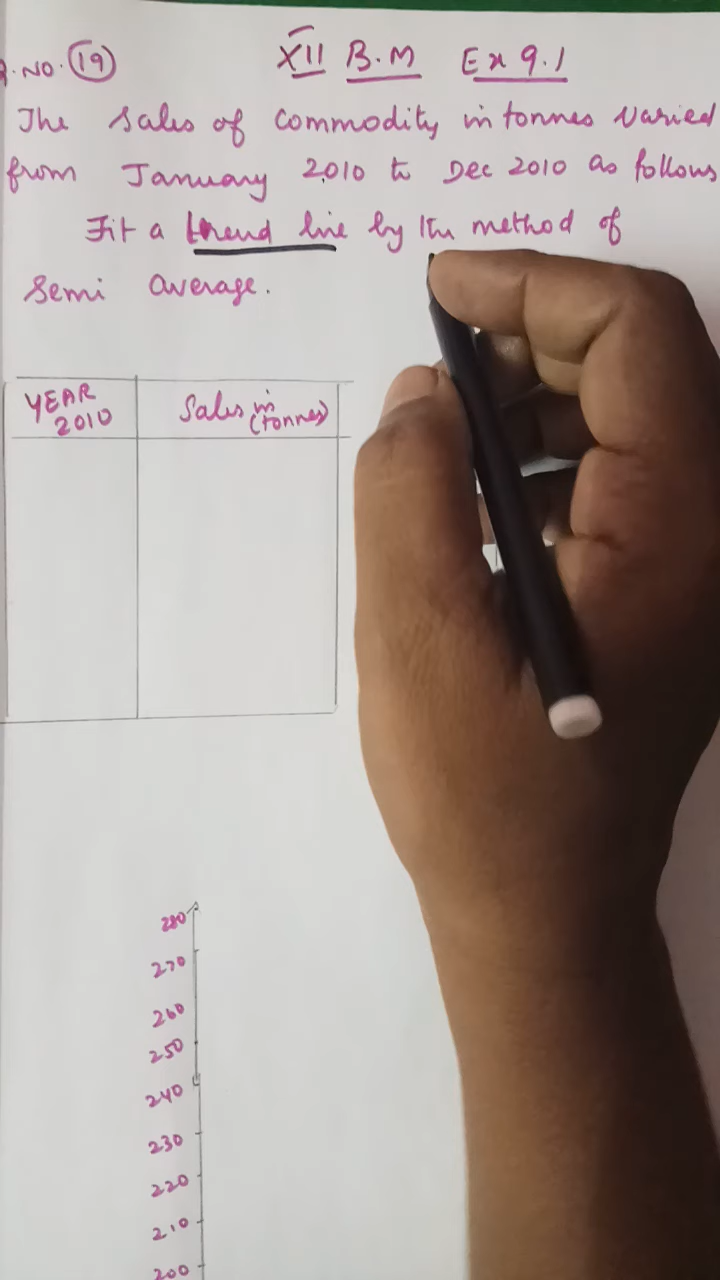 Q.NO. 19 XII B.M Ex 9.1
The sales of commodity in tonnes varied
from January 2010 to Dec 2010 as follows
Fit a trend line by the method of
semi average.
YEAR 2010
Sales in (tonnes)
280
270
260
250
240
230
220
210
200